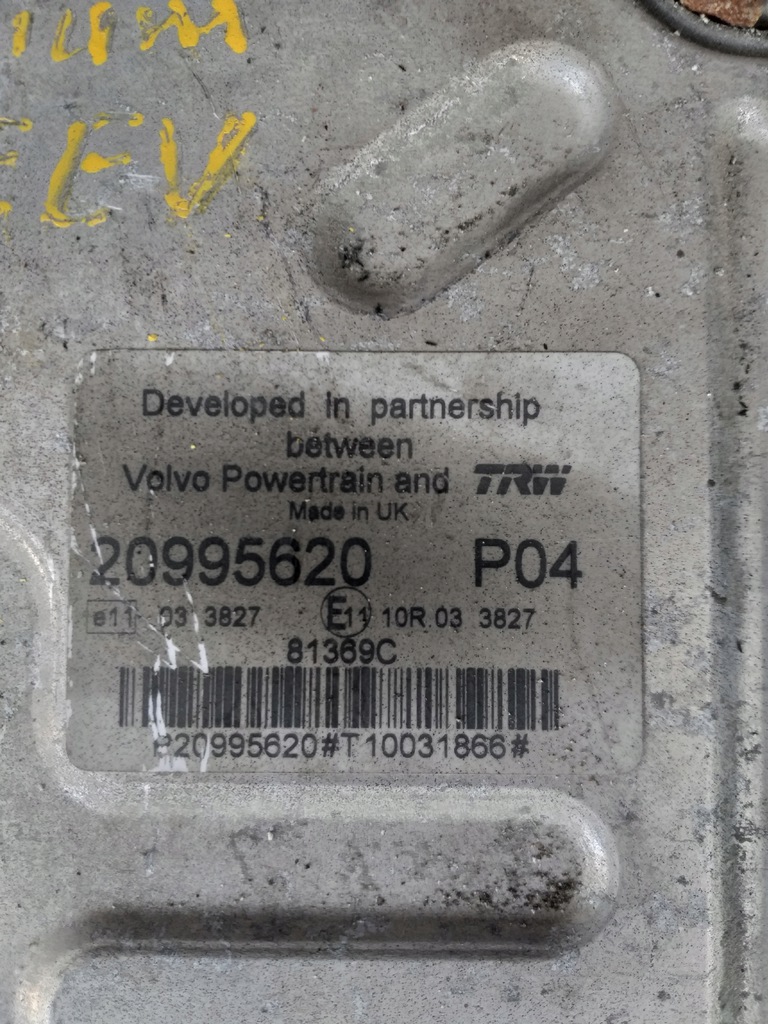 EEV
Developed in partnership
between
Volvo Powertrain and TRW
Made in UK
20995620 P04
e11 03 3827 E11 10R 03 3827
81369C
P20995620#T10031866#